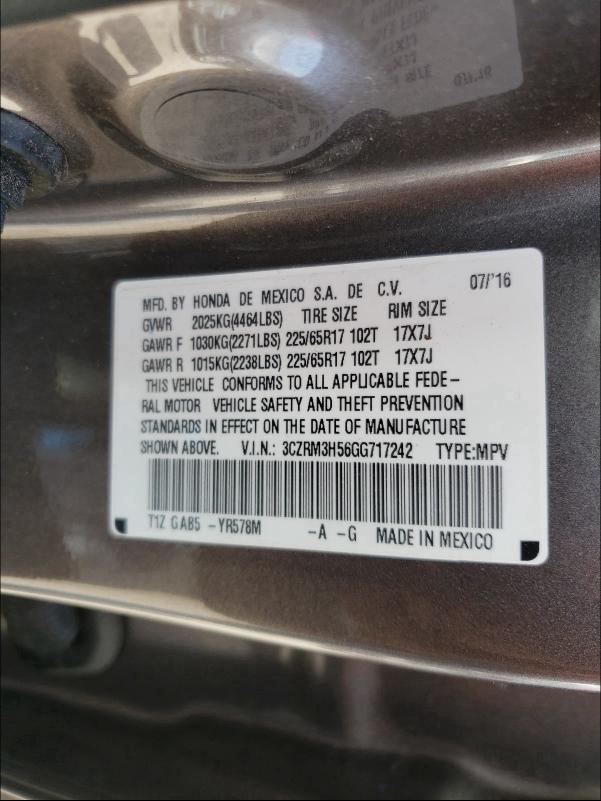 MFD. BY HONDA DE MEXICO S.A. DE C.V. 07/'16
GVWR 2025KG(4464LBS) TIRE SIZE RIM SIZE
GAWR F 1030KG(2271LBS) 225/65R17 102T 17X7J
GAWR R 1015KG(2238LBS) 225/65R17 102T 17X7J
THIS VEHICLE CONFORMS TO ALL APPLICABLE FEDE-
RAL MOTOR VEHICLE SAFETY AND THEFT PREVENTION
STANDARDS IN EFFECT ON THE DATE OF MANUFACTURE
SHOWN ABOVE. V.I.N.: 3CZRM3H56GG717242 TYPE:MPV
T1Z GAB5 -YR578M -A -G MADE IN MEXICO